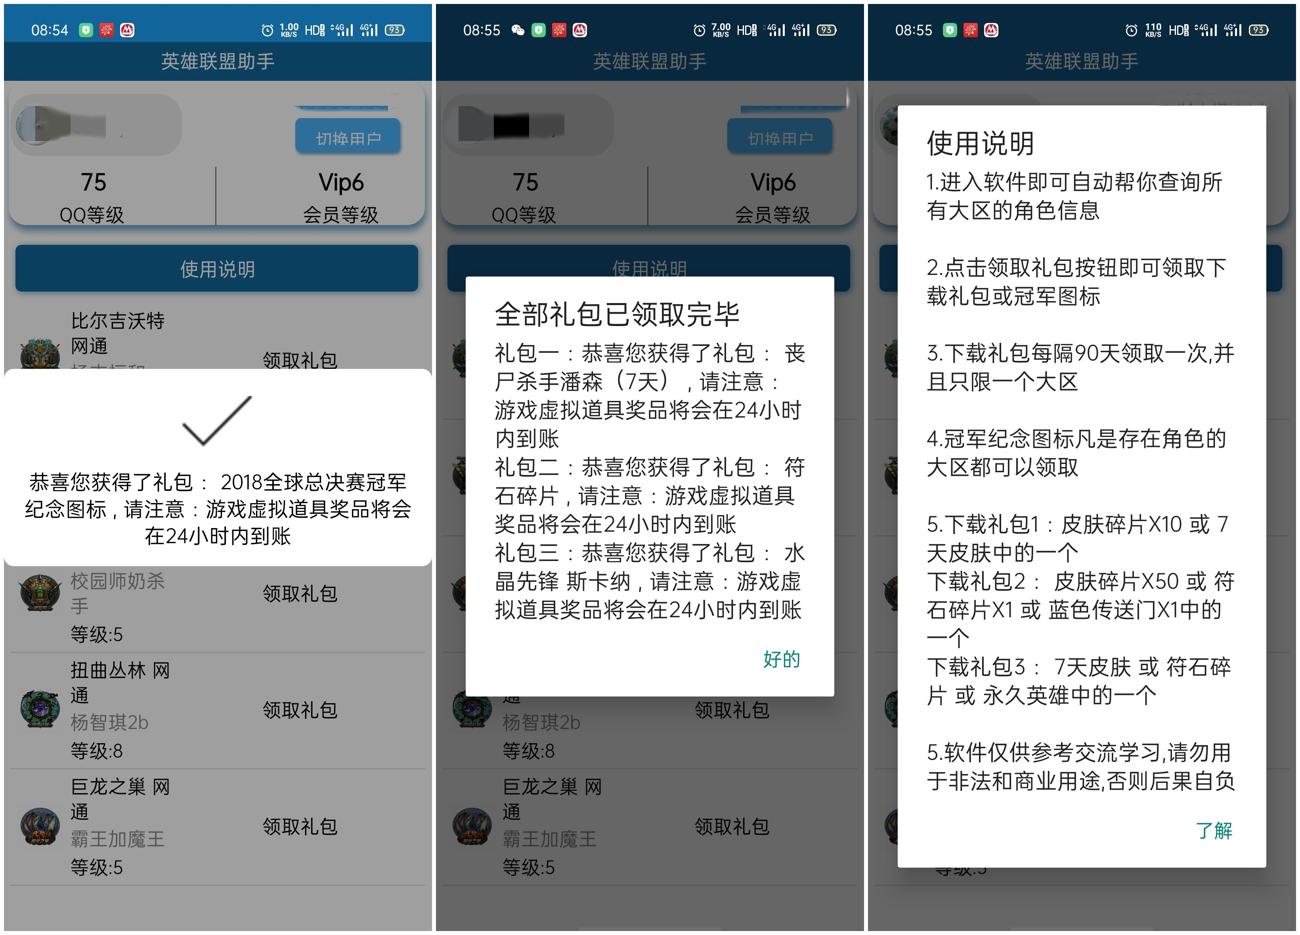 08:54
1.00
KB/S
HD
4G
4G
93
英雄联盟助手
切换用户
75
QQ等级
Vip6
会员等级
使用说明
比尔吉沃特
网通
领取礼包
恭喜您获得了礼包： 2018全球总决赛冠军
纪念图标 , 请注意：游戏虚拟道具奖品将会
在24小时内到账
校园师奶杀
手
等级:5
领取礼包
扭曲丛林 网
通
杨智琪2b
等级:8
领取礼包
巨龙之巢 网
通
霸王加魔王
等级:5
领取礼包
08:55
7.00
KB/S
HD
4G
4G
93
英雄联盟助手
切换用户
75
QQ等级
Vip6
会员等级
使用说明
全部礼包已领取完毕
礼包一：恭喜您获得了礼包： 丧
尸杀手潘森（7天） , 请注意：
游戏虚拟道具奖品将会在24小时
内到账
礼包二：恭喜您获得了礼包： 符
石碎片 , 请注意：游戏虚拟道具
奖品将会在24小时内到账
礼包三：恭喜您获得了礼包： 水
晶先锋 斯卡纳 , 请注意：游戏虚
拟道具奖品将会在24小时内到账
好的
通
杨智琪2b
等级:8
领取礼包
巨龙之巢 网
通
霸王加魔王
等级:5
领取礼包
08:55
110
KB/S
HD
4G
4G
93
英雄联盟助手
使用说明
1.进入软件即可自动帮你查询所
有大区的角色信息
2.点击领取礼包按钮即可领取下
载礼包或冠军图标
3.下载礼包每隔90天领取一次,并
且只限一个大区
4.冠军纪念图标凡是存在角色的
大区都可以领取
5.下载礼包1：皮肤碎片X10 或 7
天皮肤中的一个
下载礼包2： 皮肤碎片X50 或 符
石碎片X1 或 蓝色传送门X1中的
一个
下载礼包3： 7天皮肤 或 符石碎
片 或 永久英雄中的一个
5.软件仅供参考交流学习,请勿用
于非法和商业用途,否则后果自负
了解
等级:5